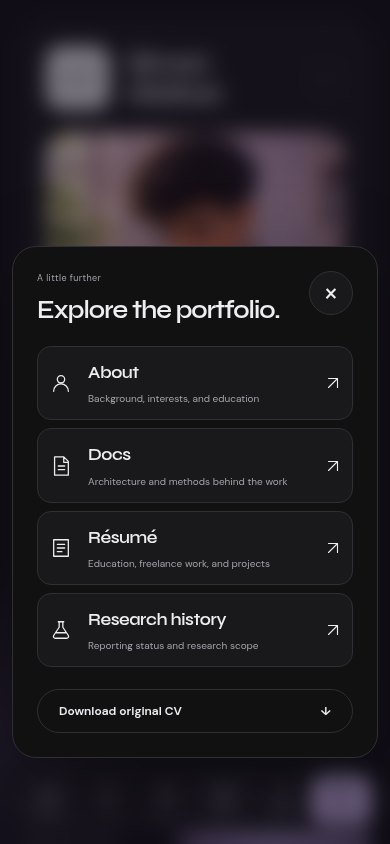 A little further
Explore the portfolio.
About
Background, interests, and education
Docs
Architecture and methods behind the work
Résumé
Education, freelance work, and projects
Research history
Reporting status and research scope
Download original CV